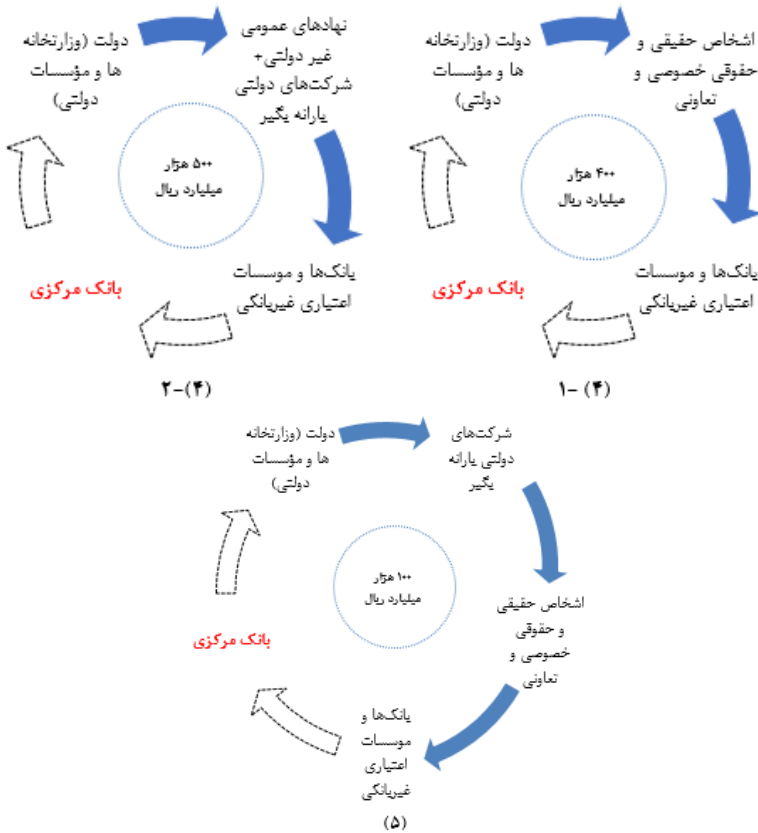 اشخاص حقیقی و
حقوقی خصوصی و
تعاونی
دولت (وزارتخانه
ها و مؤسسات
دولتی)
۴۰۰ هزار
میلیارد ریال
بانک‌ها و موسسات
اعتباری غیربانکی
بانک مرکزی
۱- (۴)
نهادهای عمومی
غیر دولتی+
شرکت‌های دولتی
یارانه بگیر
دولت (وزارتخانه
ها و مؤسسات
دولتی)
۵۰۰ هزار
میلیارد ریال
بانک‌ها و موسسات
اعتباری غیربانکی
بانک مرکزی
۲-(۴)
شرکت‌های
دولتی یارانه
بگیر
دولت (وزارتخانه
ها و مؤسسات
دولتی)
۱۰۰ هزار
میلیارد ریال
اشخاص حقیقی
و حقوقی
خصوصی و
تعاونی
بانک مرکزی
بانک‌ها و
موسسات
اعتباری
غیربانکی
(۵)